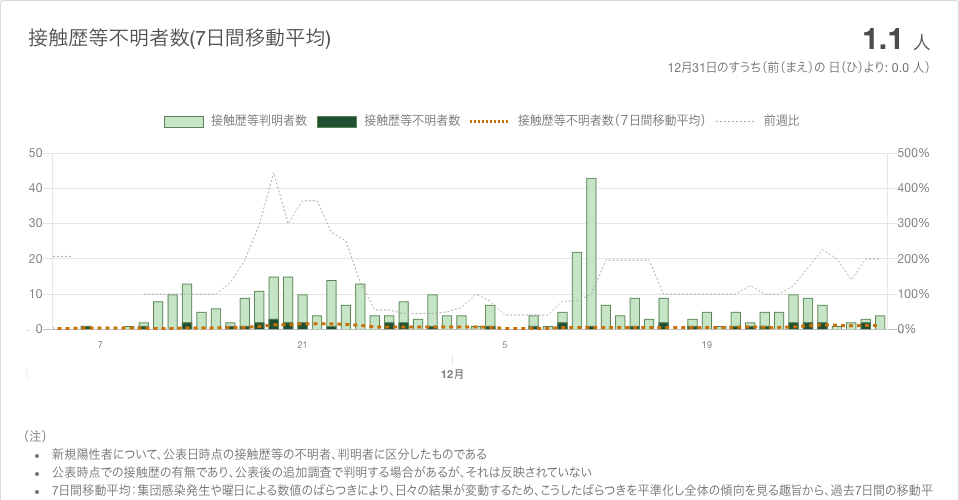 接触歴等不明者数(7日間移動平均)
1.1 人
12月31日のすうち(前(まえ)の 日(ひ)より: 0.0 人)
接触歴等判明者数 接触歴等不明者数 接触歴等不明者数(7日間移動平均) 前週比
50 500%
40 400%
30 300%
20 200%
10 100%
0 0%
7 21 5 19
12月
(注)
• 新規陽性者について、公表日時点の接触歴等の不明者、判明者に区分したものである
• 公表時点での接触歴の有無であり、公表後の追加調査で判明する場合があるが、それは反映されていない
• 7日間移動平均:集団感染発生や曜日による数値のばらつきにより、日々の結果が変動するため、こうしたばらつきを平準化し全体の傾向を見る趣旨から、過去7日間の移動平